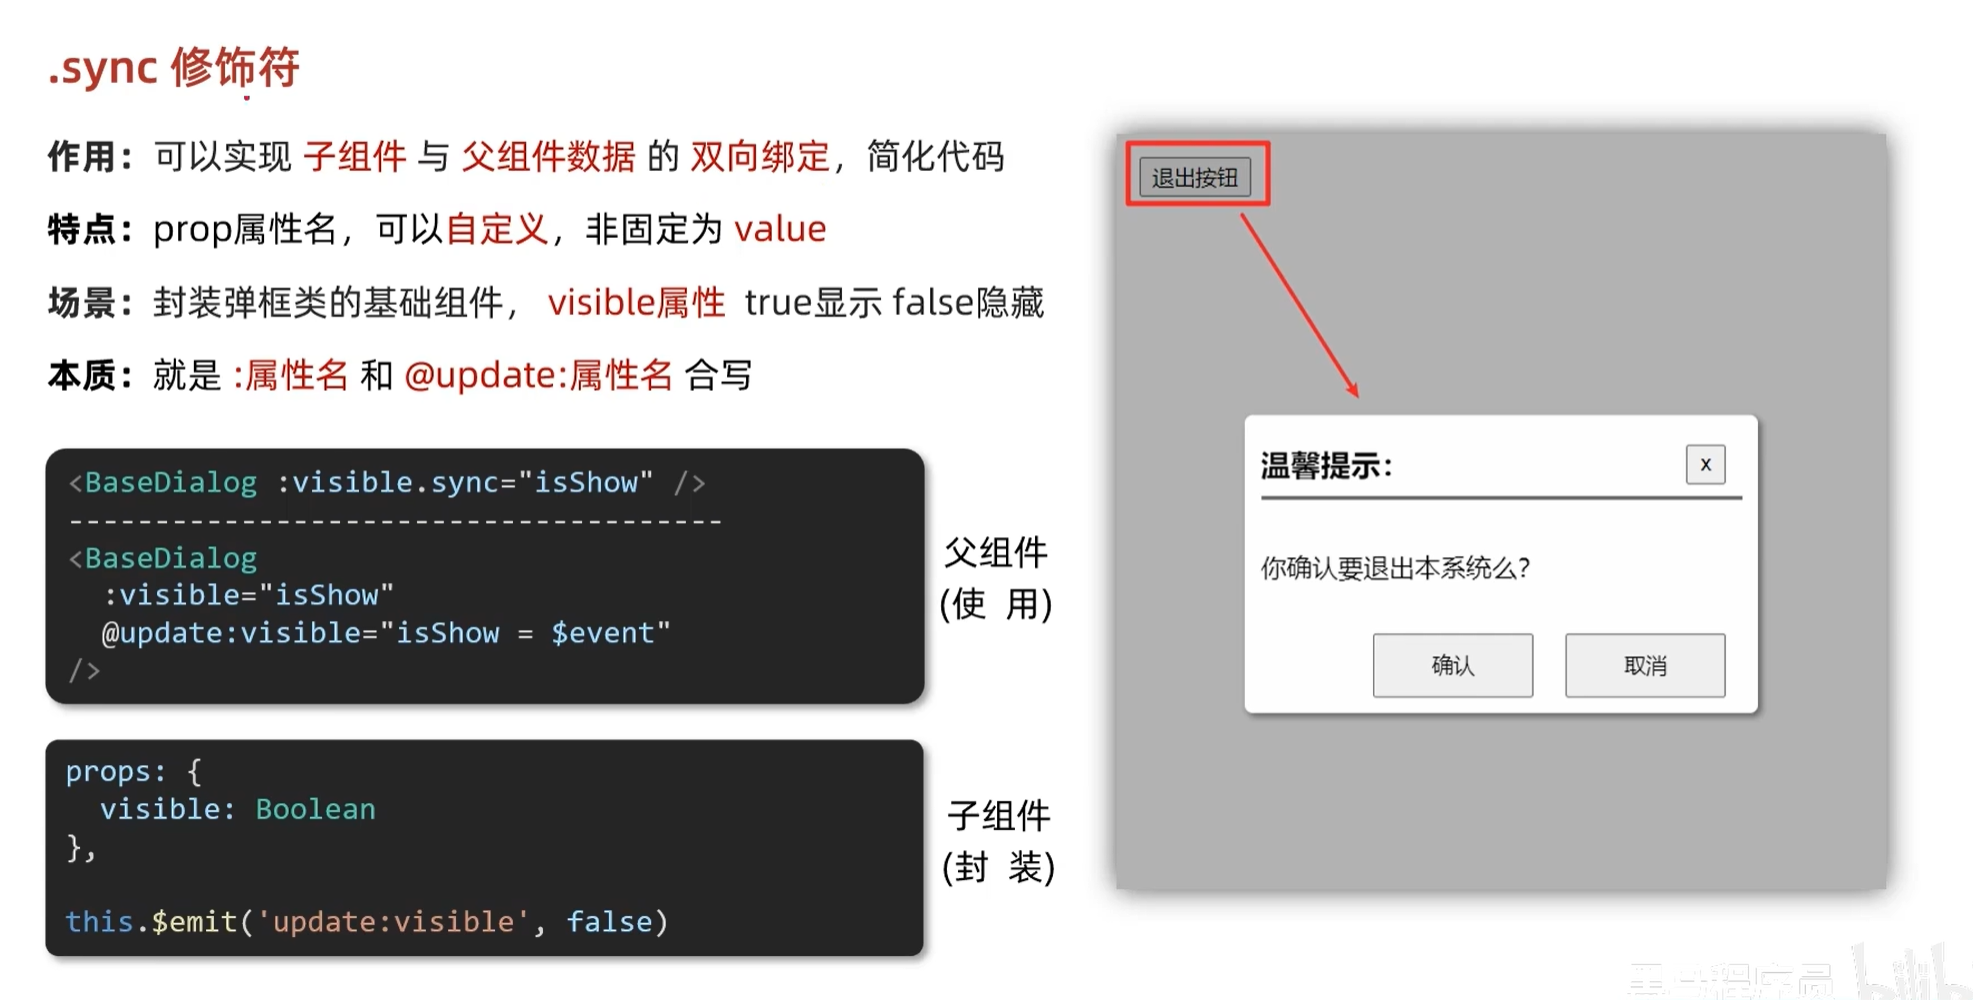 .sync 修饰符
作用：可以实现 子组件 与 父组件数据 的 双向绑定，简化代码
特点：prop属性名，可以自定义，非固定为 value
场景：封装弹框类的基础组件， visible属性 true显示 false隐藏
本质：就是 :属性名 和 @update:属性名 合写
<BaseDialog :visible.sync="isShow" />
--------------------------------------
<BaseDialog
  :visible="isShow"
  @update:visible="isShow = $event"
/>
父组件
(使 用)
props: {
  visible: Boolean
},
this.$emit('update:visible', false)
子组件
(封 装)
退出按钮
温馨提示：
x
你确认要退出本系统么？
确认
取消